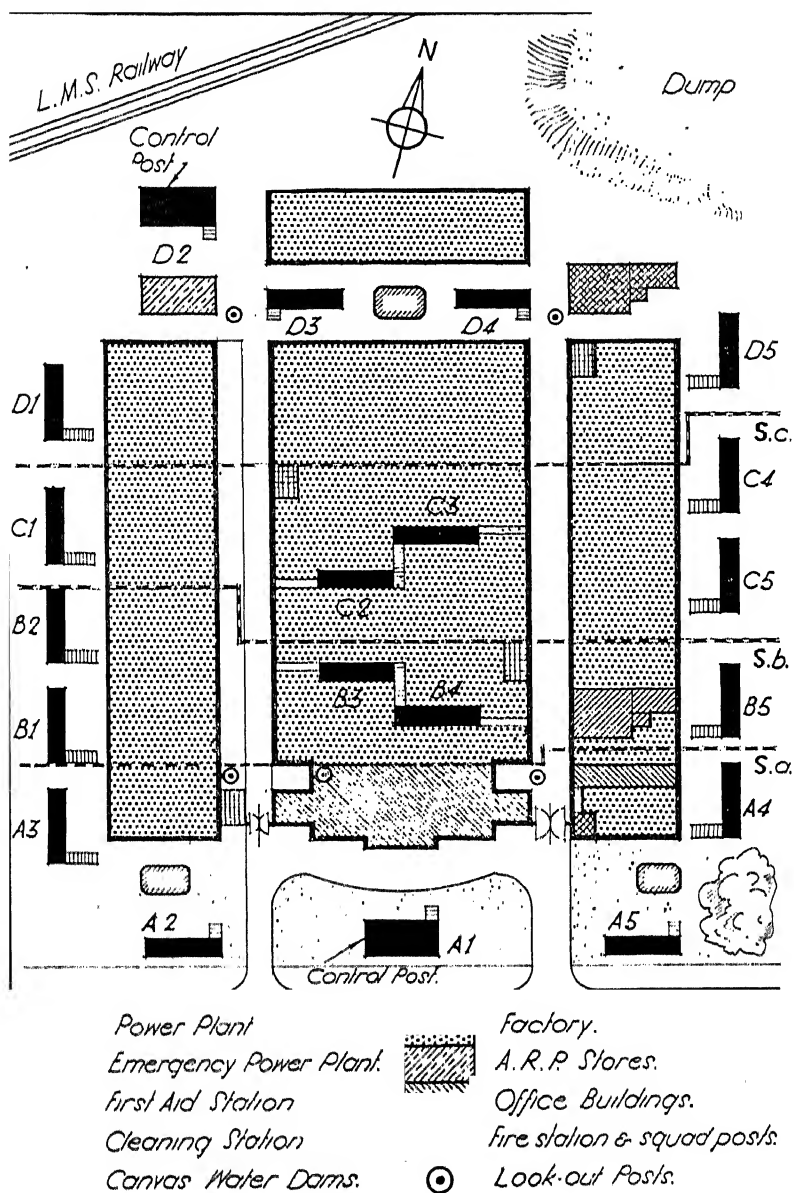 L.M.S. Railway
N
Dump
Control
Post
D2
D3
D4
D5
D1
S.c.
C3
C4
C1
C2
C5
B2
S.b.
B3
B4
B5
B1
S.a.
A3
A4
A2
A1
A5
Control Post.
Power Plant
Factory.
Emergency Power Plant.
A.R.P. Stores.
First Aid Station
Office Buildings.
Cleaning Station
Fire station & squad posts.
Canvas Water Dams.
Look-out Posts.